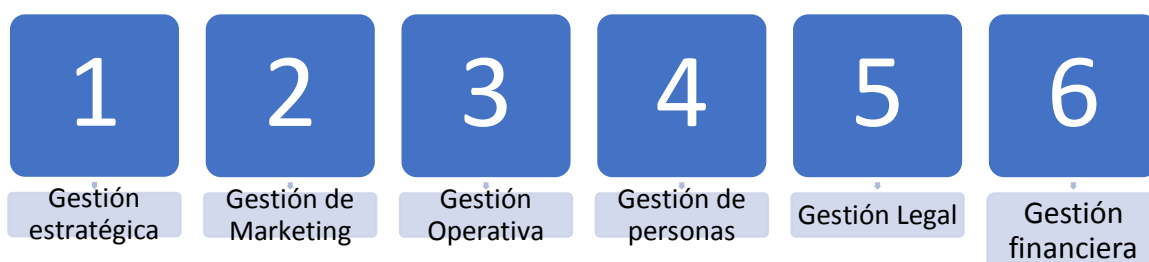 1
Gestión
estratégica
2
Gestión de
Marketing
3
Gestión
Operativa
4
Gestión de
personas
5
Gestión Legal
6
Gestión
financiera